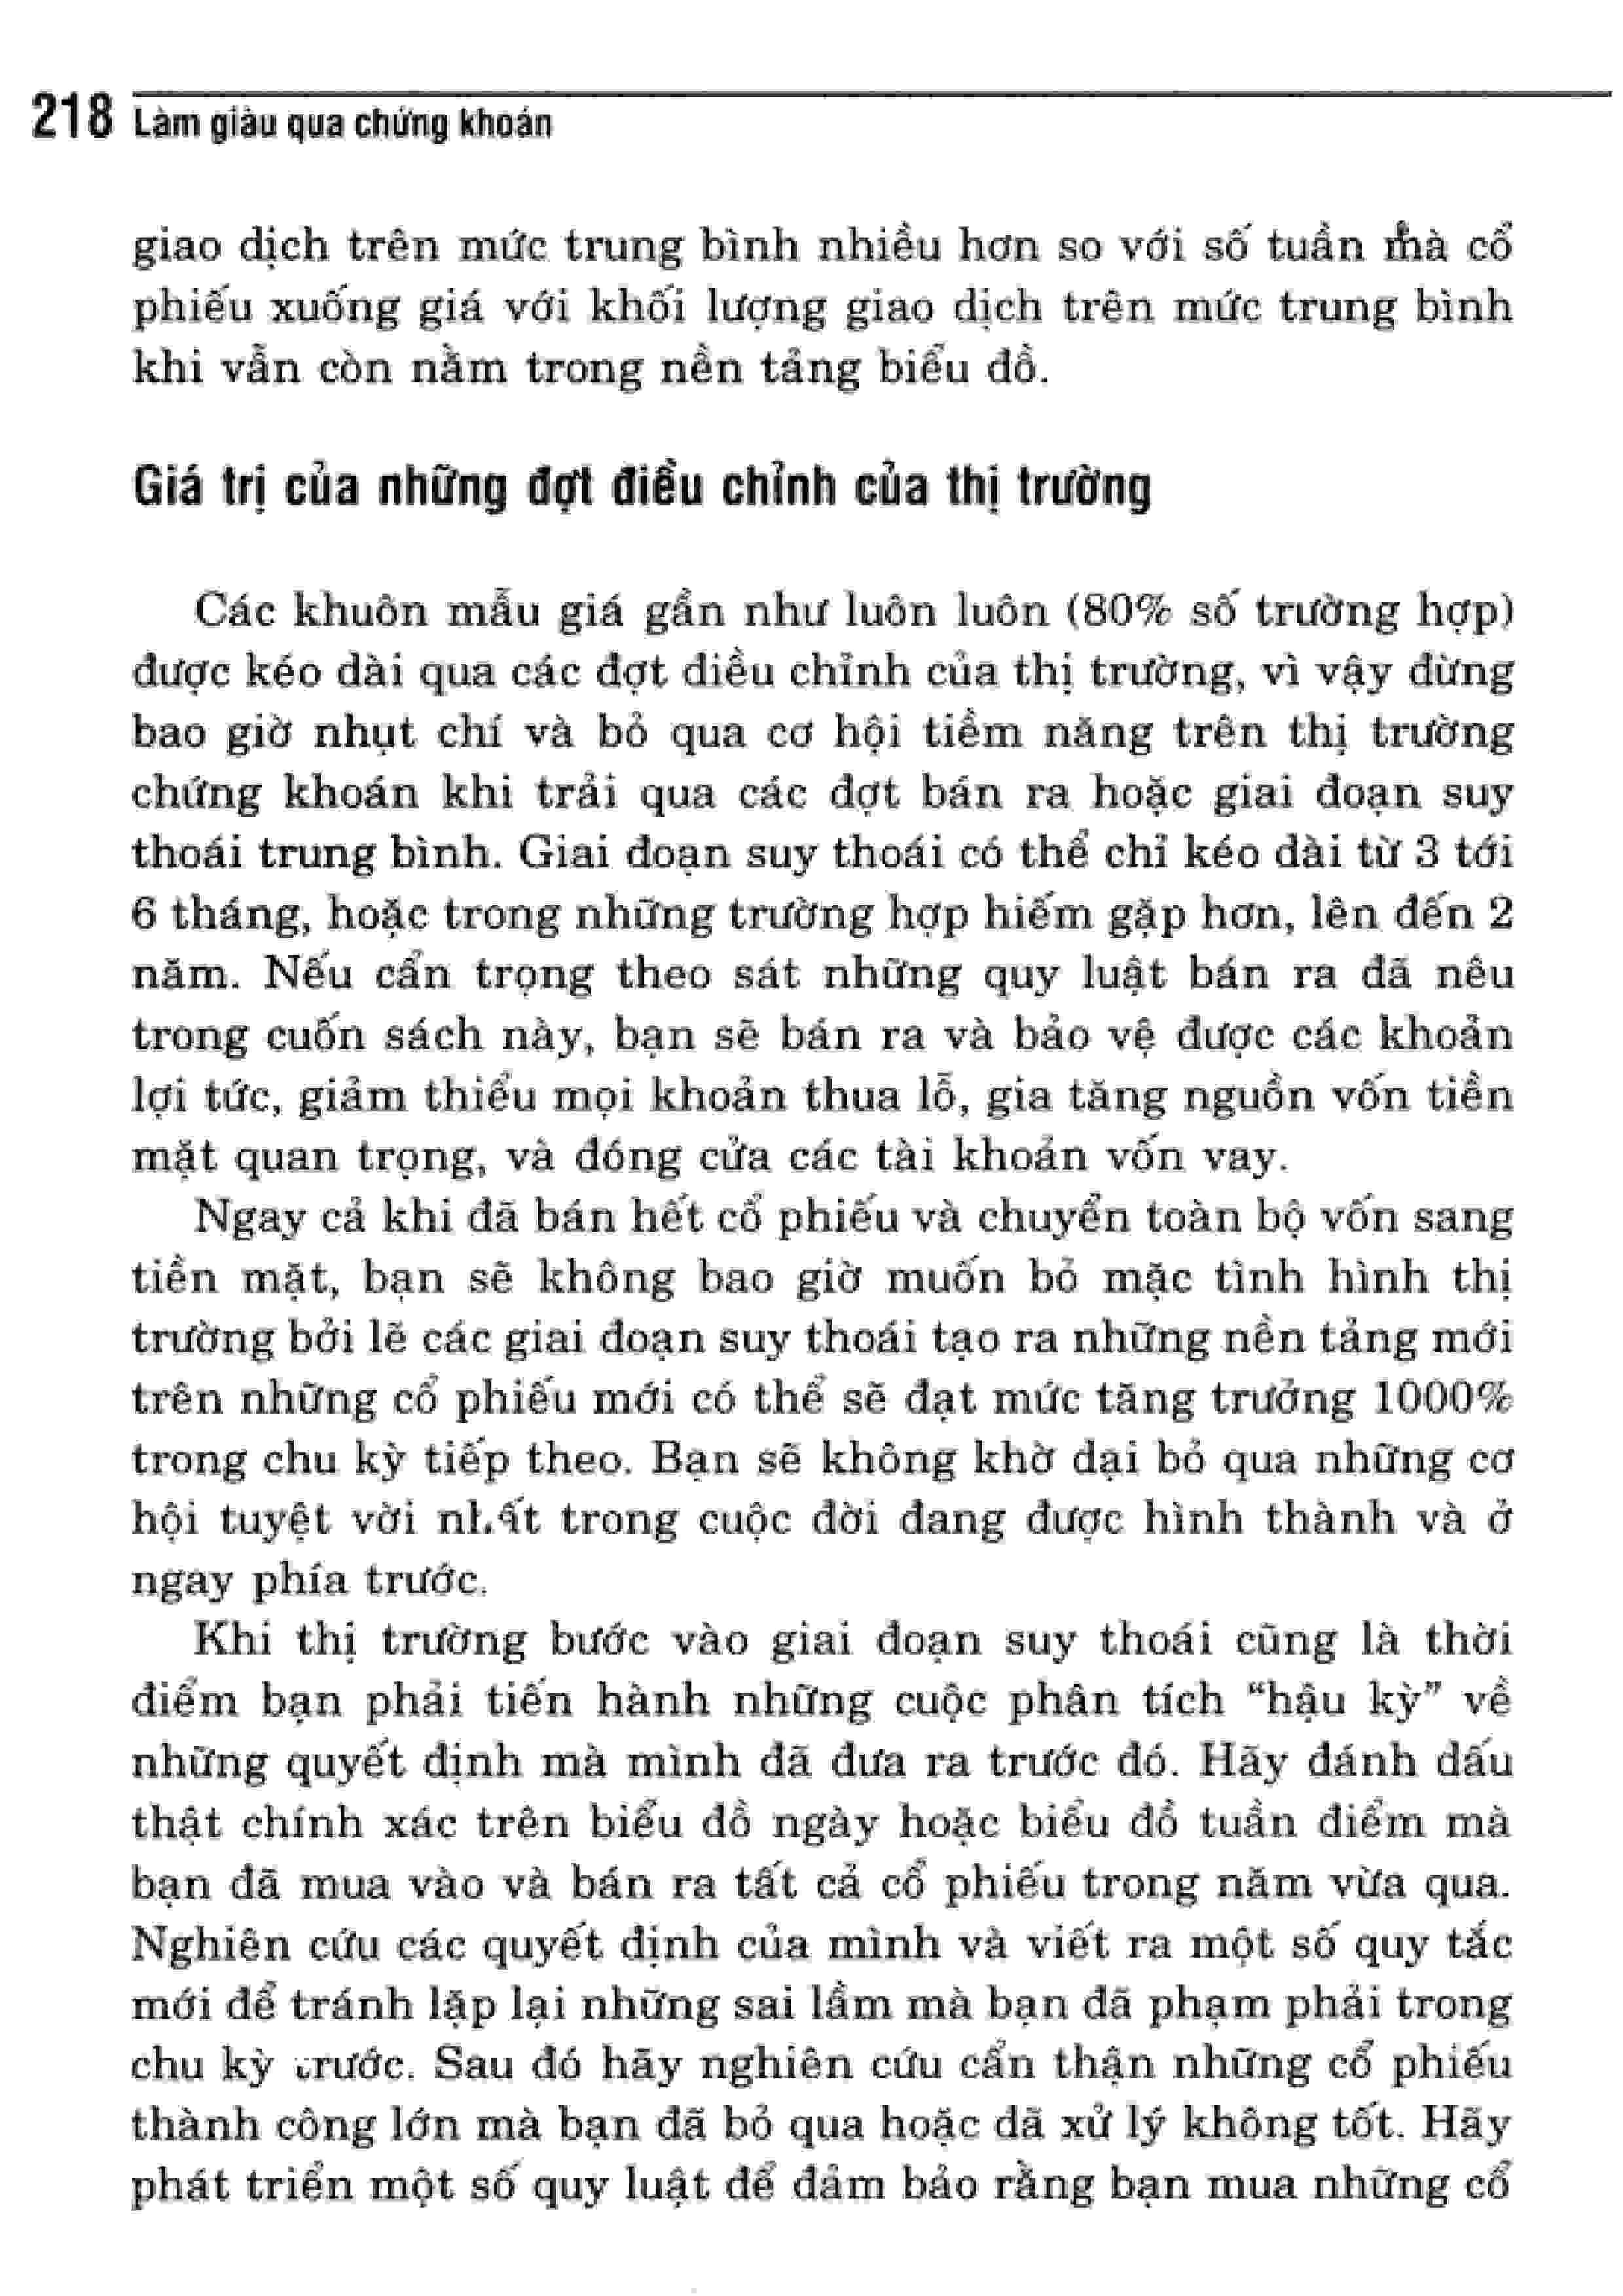 218 Làm giàu qua chứng khoán
giao dịch trên mức trung bình nhiều hơn so với số tuần mà cổ
phiếu xuống giá với khối lượng giao dịch trên mức trung bình
khi vẫn còn nằm trong nền tảng biểu đồ.
Giá trị của những đợt điều chỉnh của thị trường
Các khuôn mẫu giá gần như luôn luôn (80% số trường hợp)
được kéo dài qua các đợt điều chỉnh của thị trường, vì vậy đừng
bao giờ nhụt chí và bỏ qua cơ hội tiềm năng trên thị trường
chứng khoán khi trải qua các đợt bán ra hoặc giai đoạn suy
thoái trung bình. Giai đoạn suy thoái có thể chỉ kéo dài từ 3 tới
6 tháng, hoặc trong những trường hợp hiếm gặp hơn, lên đến 2
năm. Nếu cẩn trọng theo sát những quy luật bán ra đã nêu
trong cuốn sách này, bạn sẽ bán ra và bảo vệ được các khoản
lợi tức, giảm thiểu mọi khoản thua lỗ, gia tăng nguồn vốn tiền
mặt quan trọng, và đóng cửa các tài khoản vốn vay.
Ngay cả khi đã bán hết cổ phiếu và chuyển toàn bộ vốn sang
tiền mặt, bạn sẽ không bao giờ muốn bỏ mặc tình hình thị
trường bởi lẽ các giai đoạn suy thoái tạo ra những nền tảng mới
trên những cổ phiếu mới có thể sẽ đạt mức tăng trưởng 1000%
trong chu kỳ tiếp theo. Bạn sẽ không khờ dại bỏ qua những cơ
hội tuyệt vời nhất trong cuộc đời đang được hình thành và ở
ngay phía trước.
Khi thị trường bước vào giai đoạn suy thoái cũng là thời
điểm bạn phải tiến hành những cuộc phân tích “hậu kỳ” về
những quyết định mà mình đã đưa ra trước đó. Hãy đánh dấu
thật chính xác trên biểu đồ ngày hoặc biểu đồ tuần điểm mà
bạn đã mua vào và bán ra tất cả cổ phiếu trong năm vừa qua.
Nghiên cứu các quyết định của mình và viết ra một số quy tắc
mới để tránh lặp lại những sai lầm mà bạn đã phạm phải trong
chu kỳ trước. Sau đó hãy nghiên cứu cẩn thận những cổ phiếu
thành công lớn mà bạn đã bỏ qua hoặc đã xử lý không tốt. Hãy
phát triển một số quy luật để đảm bảo rằng bạn mua những cổ